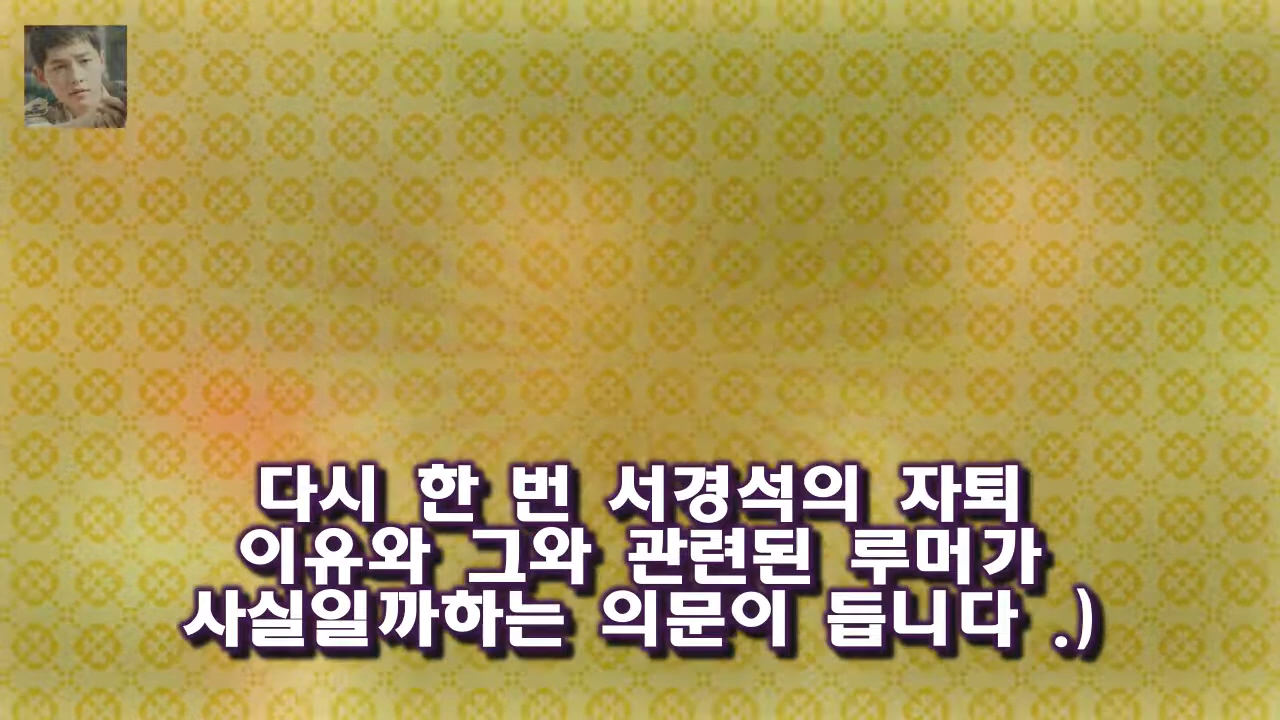 다시 한 번 서경석의 자퇴
이유와 그와 관련된 루머가
사실일까하는 의문이 듭니다 .)